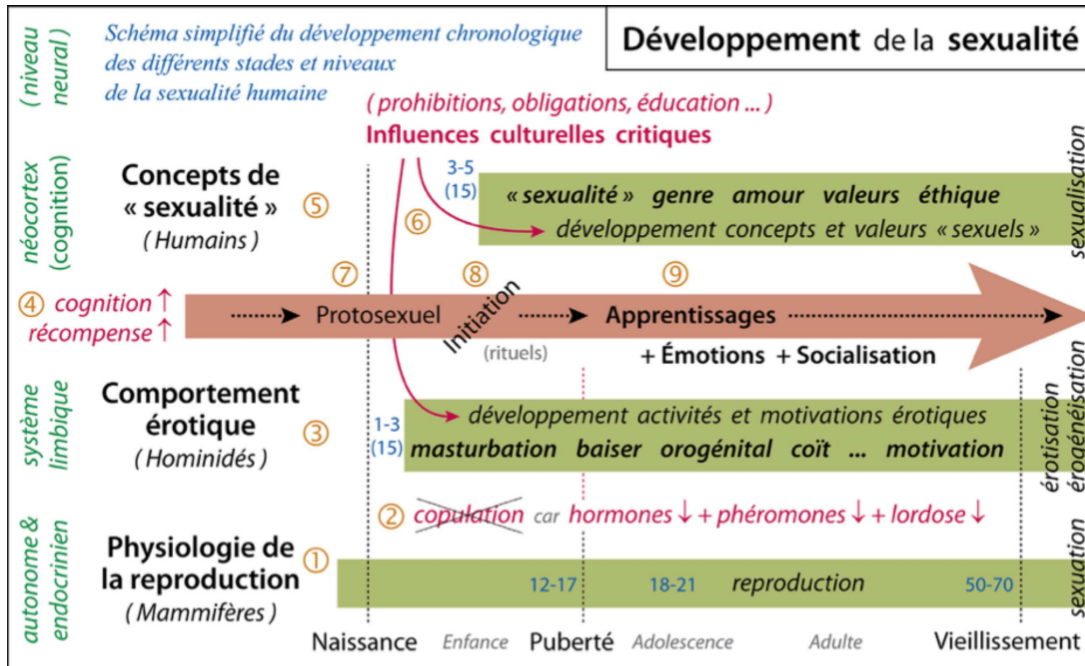 Développement de la sexualité
Schéma simplifié du développement chronologique
des différents stades et niveaux
de la sexualité humaine
( niveau
neural )
( prohibitions, obligations, éducation ... )
Influences culturelles critiques
néocortex
(cognition)
Concepts de
« sexualité »
( Humains )
⑤
⑥
3-5
(15)
« sexualité » genre amour valeurs éthique
développement concepts et valeurs « sexuels »
sexualisation
④ cognition ↑
récompense ↑
⑦
⑧
⑨
Protosexuel
Initiation
(rituels)
Apprentissages
+ Émotions + Socialisation
système
limbique
Comportement
érotique
( Hominidés )
③
1-3
(15)
développement activités et motivations érotiques
masturbation baiser orogénital coït ... motivation
érotisation
érogénéisation
② copulation car hormones ↓ + phéromones ↓ + lordose ↓
autonome &
endocrinien
Physiologie de
la reproduction
( Mammifères )
①
12-17
18-21
reproduction
50-70
sexuation
Naissance Enfance Puberté Adolescence Adulte Vieillissement